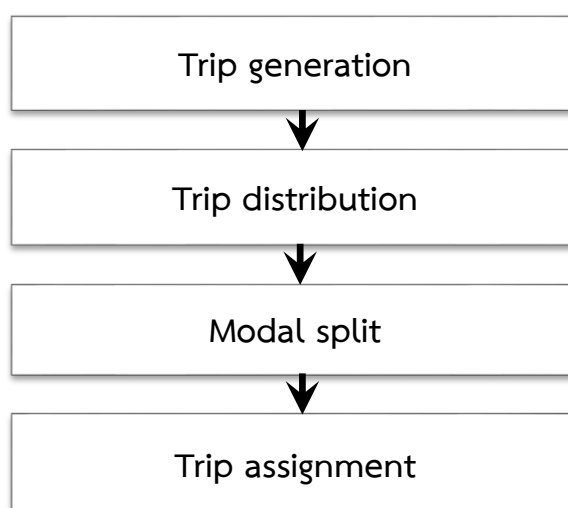 Trip generation
Trip distribution
Modal split
Trip assignment